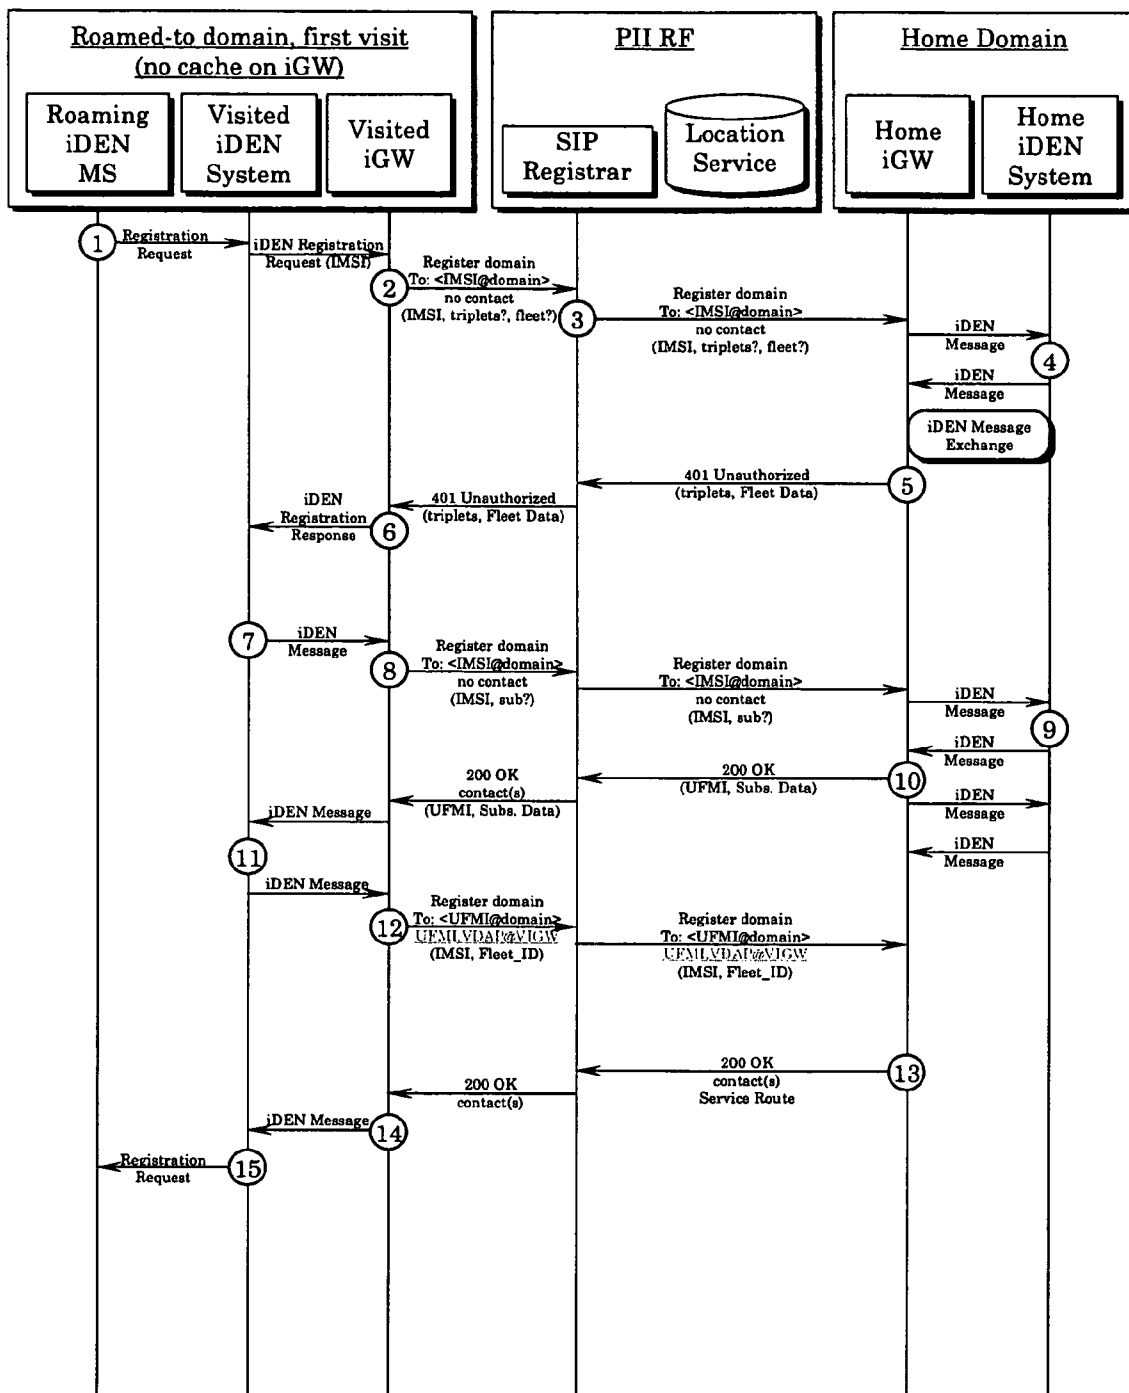 Roamed-to domain, first visit
(no cache on iGW)
PII RF
Home Domain
Roaming
iDEN
MS
Visited
iDEN
System
Visited
iGW
SIP
Registrar
Location
Service
Home
iGW
Home
iDEN
System
1
Registration
Request
iDEN Registration
Request (IMSI)
2
Register domain
To: <IMSI@domain>
no contact
(IMSI, triplets?, fleet?)
3
Register domain
To: <IMSI@domain>
no contact
(IMSI, triplets?, fleet?)
iDEN
Message
4
iDEN
Message
iDEN Message
Exchange
5
401 Unauthorized
(triplets, Fleet Data)
401 Unauthorized
(triplets, Fleet Data)
6
iDEN
Registration
Response
7
iDEN
Message
8
Register domain
To: <IMSI@domain>
no contact
(IMSI, sub?)
Register domain
To: <IMSI@domain>
no contact
(IMSI, sub?)
iDEN
Message
9
iDEN
Message
10
200 OK
(UFMI, Subs. Data)
200 OK
contact(s)
(UFMI, Subs. Data)
iDEN
Message
iDEN Message
iDEN
Message
11
iDEN Message
12
Register domain
To: <UFMI@domain>
(IMSI, Fleet_ID)
Register domain
To: <UFMI@domain>
(IMSI, Fleet_ID)
13
200 OK
contact(s)
Service Route
200 OK
contact(s)
14
iDEN Message
15
Registration
Request